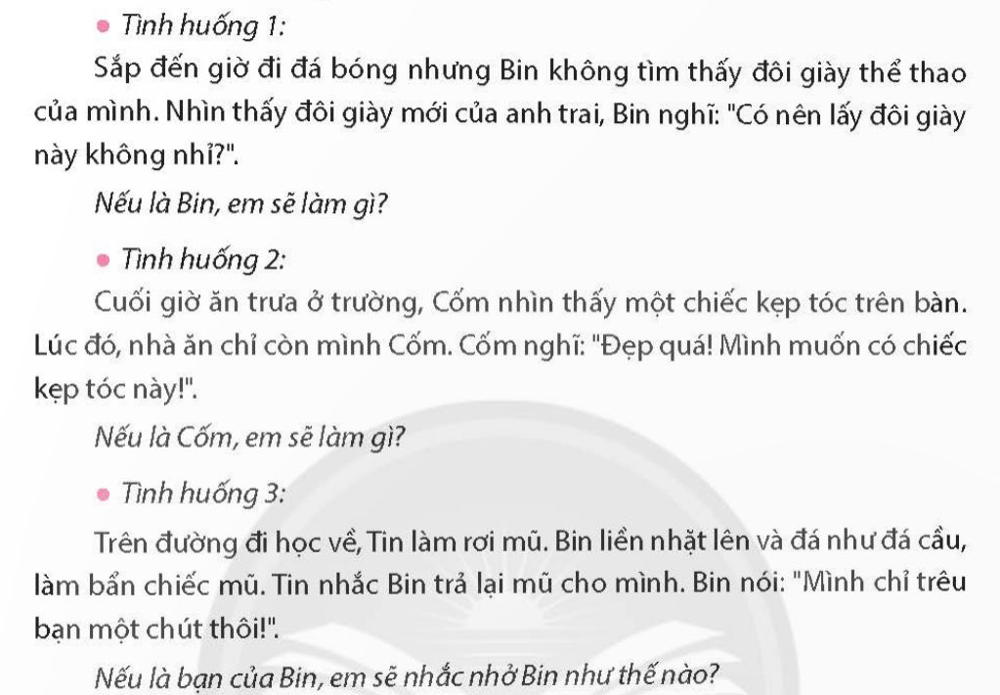 • Tình huống 1:
Sắp đến giờ đi đá bóng nhưng Bin không tìm thấy đôi giày thể thao
của mình. Nhìn thấy đôi giày mới của anh trai, Bin nghĩ: "Có nên lấy đôi giày
này không nhỉ?".
Nếu là Bin, em sẽ làm gì?
• Tình huống 2:
Cuối giờ ăn trưa ở trường, Cốm nhìn thấy một chiếc kẹp tóc trên bàn.
Lúc đó, nhà ăn chỉ còn mình Cốm. Cốm nghĩ: "Đẹp quá! Mình muốn có chiếc
kẹp tóc này!".
Nếu là Cốm, em sẽ làm gì?
• Tình huống 3:
Trên đường đi học về, Tin làm rơi mũ. Bin liền nhặt lên và đá như đá cầu,
làm bẩn chiếc mũ. Tin nhắc Bin trả lại mũ cho mình. Bin nói: "Mình chỉ trêu
bạn một chút thôi!".
Nếu là bạn của Bin, em sẽ nhắc nhở Bin như thế nào?